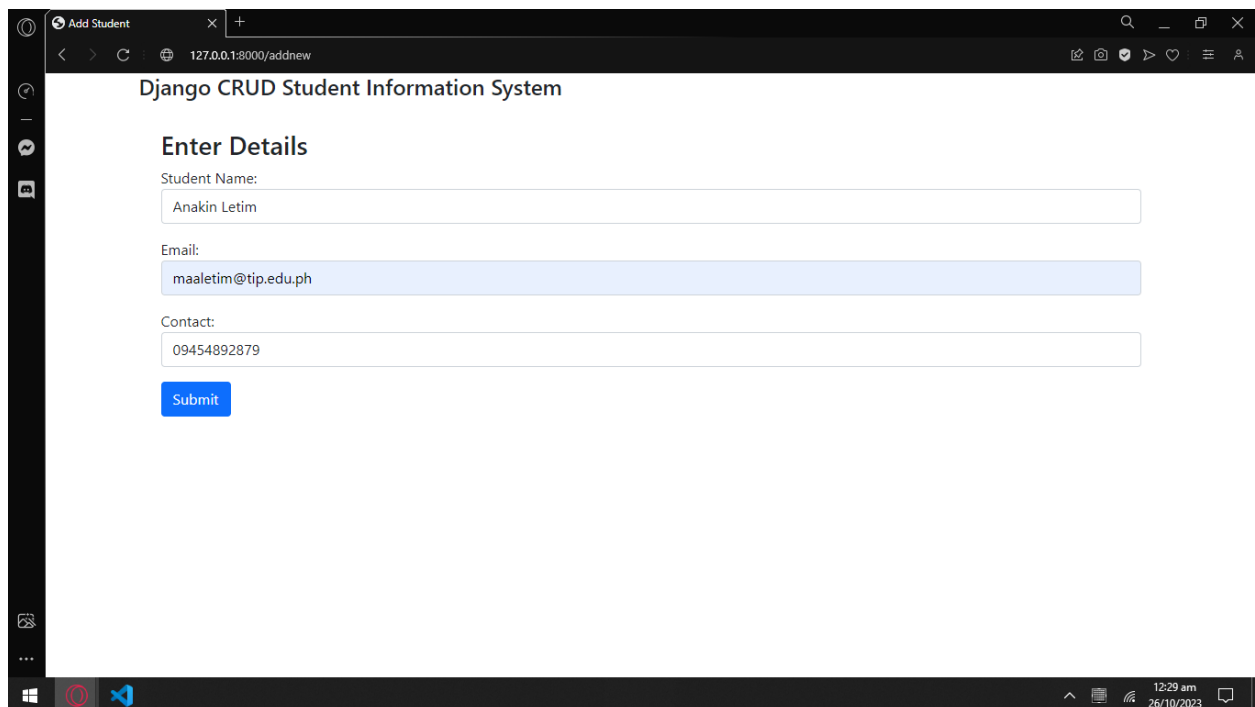 Add Student
127.0.0.1:8000/addnew
Django CRUD Student Information System
Enter Details
Student Name:
Anakin Letim
Email:
maaletim@tip.edu.ph
Contact:
09454892879
Submit
12:29 am
26/10/2023